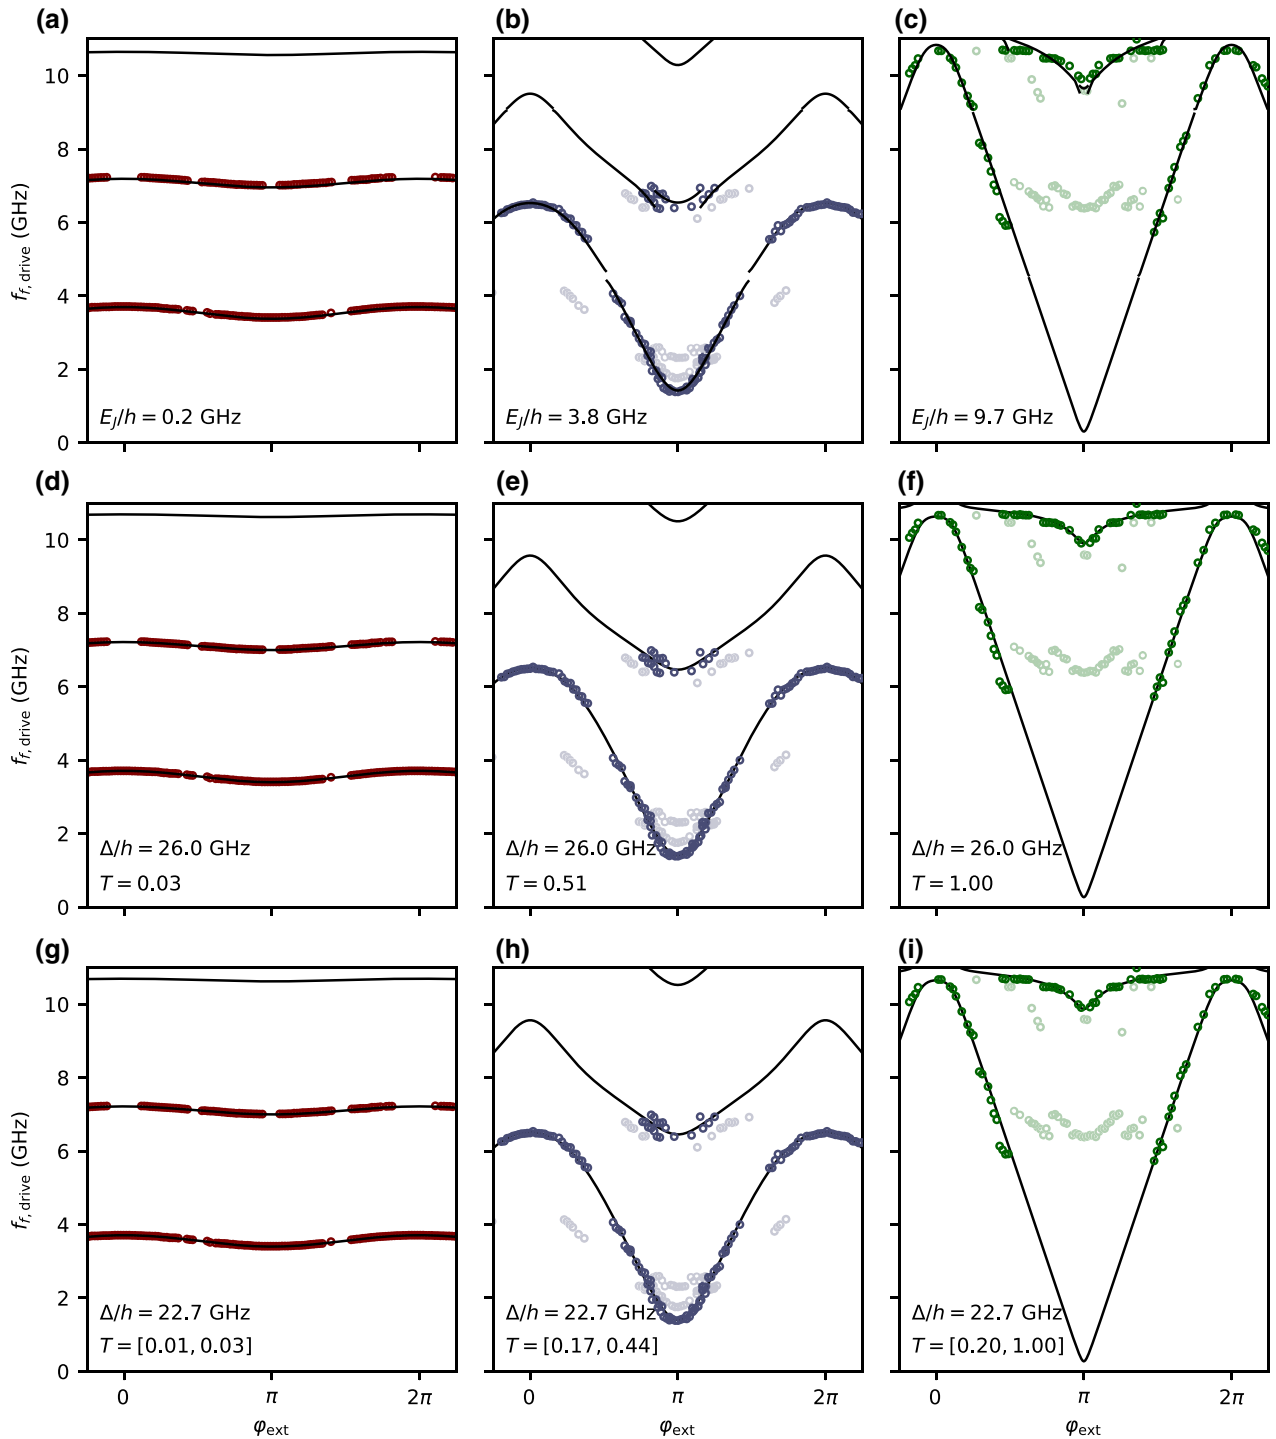 (a) (b) (c)
10
8
6
4
2
0
f_{f,drive} (GHz)
E_J/h = 0.2 GHz
E_J/h = 3.8 GHz
E_J/h = 9.7 GHz
(d) (e) (f)
10
8
6
4
2
0
f_{f,drive} (GHz)
Δ/h = 26.0 GHz
T = 0.03
Δ/h = 26.0 GHz
T = 0.51
Δ/h = 26.0 GHz
T = 1.00
(g) (h) (i)
10
8
6
4
2
0
f_{f,drive} (GHz)
Δ/h = 22.7 GHz
T = [0.01, 0.03]
Δ/h = 22.7 GHz
T = [0.17, 0.44]
Δ/h = 22.7 GHz
T = [0.20, 1.00]
0 π 2π
0 π 2π
0 π 2π
φ_ext
φ_ext
φ_ext